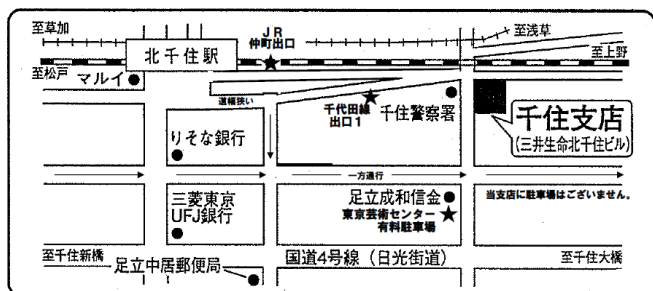 至草加
JR
仲町出口
至浅草
北千住駅
至上野
至松戸
マルイ
道幅狭い
千代田線
出口1
千住警察署
千住支店
(三井生命北千住ビル)
りそな銀行
一方通行
三菱東京
UFJ銀行
足立成和信金
東京芸術センター
有料駐車場
当支店に駐車場はございません。
至千住新橋
国道4号線(日光街道)
至千住大橋
足立中居郵便局